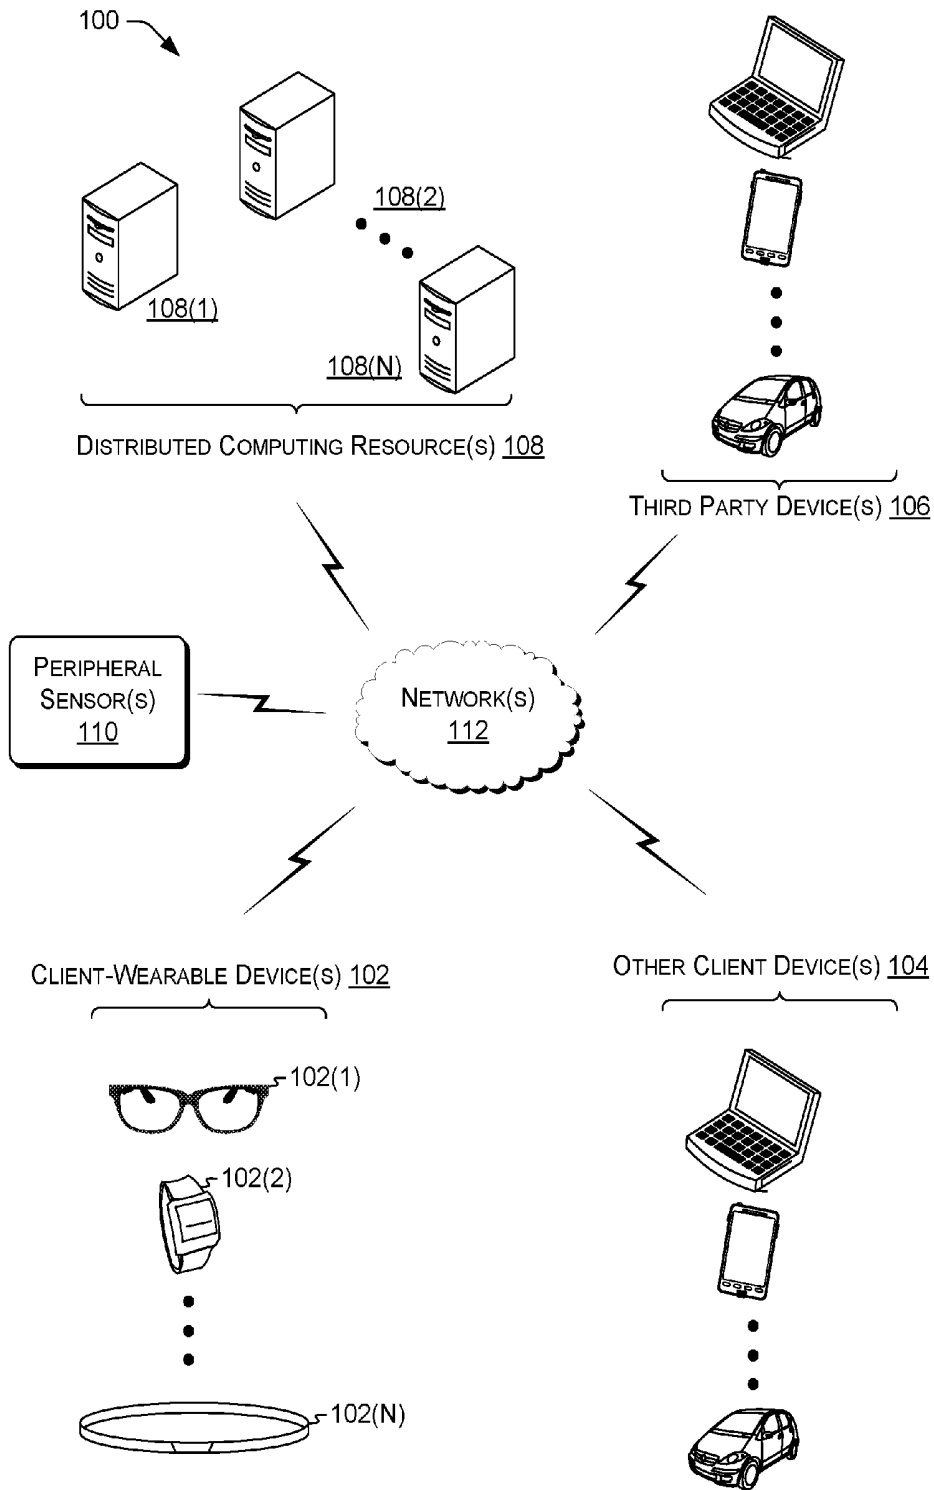 100
108(2)
108(1)
108(N)
DISTRIBUTED COMPUTING RESOURCE(S) 108
THIRD PARTY DEVICE(S) 106
PERIPHERAL
SENSOR(S)
110
NETWORK(S)
112
CLIENT-WEARABLE DEVICE(S) 102
OTHER CLIENT DEVICE(S) 104
102(1)
102(2)
102(N)